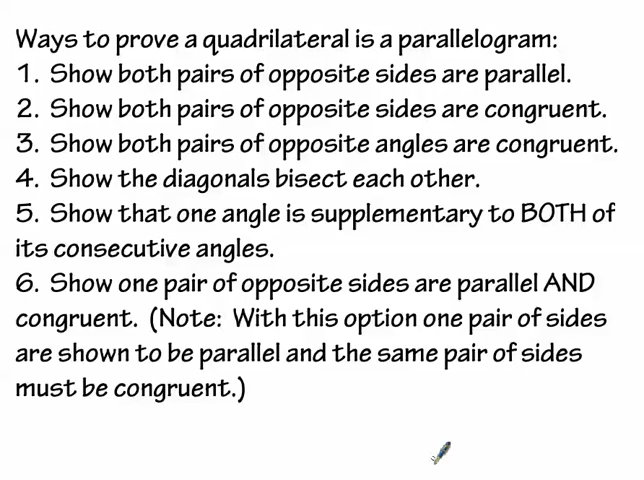 Ways to prove a quadrilateral is a parallelogram:
1. Show both pairs of opposite sides are parallel.
2. Show both pairs of opposite sides are congruent.
3. Show both pairs of opposite angles are congruent.
4. Show the diagonals bisect each other.
5. Show that one angle is supplementary to BOTH of
its consecutive angles.
6. Show one pair of opposite sides are parallel AND
congruent. (Note: With this option one pair of sides
are shown to be parallel and the same pair of sides
must be congruent.)